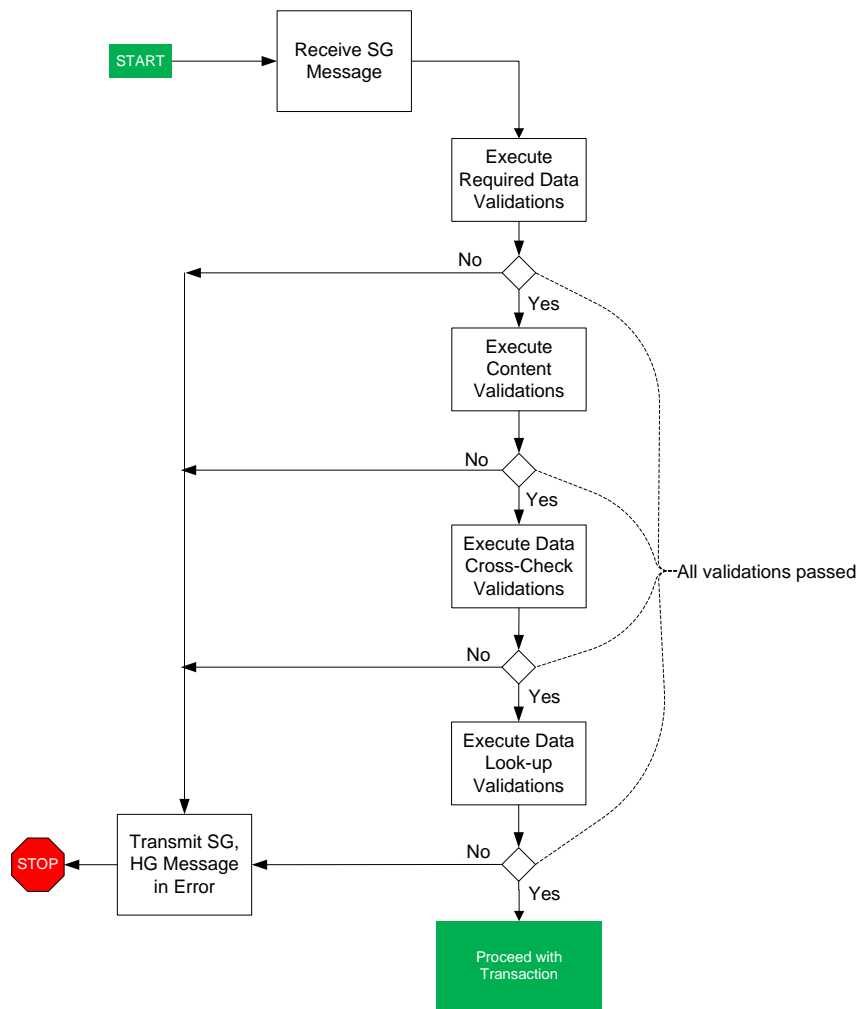 START
Receive SG
Message
Execute
Required Data
Validations
No
Yes
Execute
Content
Validations
No
Yes
Execute Data
Cross-Check
Validations
All validations passed
No
Yes
Execute Data
Look-up
Validations
STOP
Transmit SG,
HG Message
in Error
No
Yes
Proceed with
Transaction